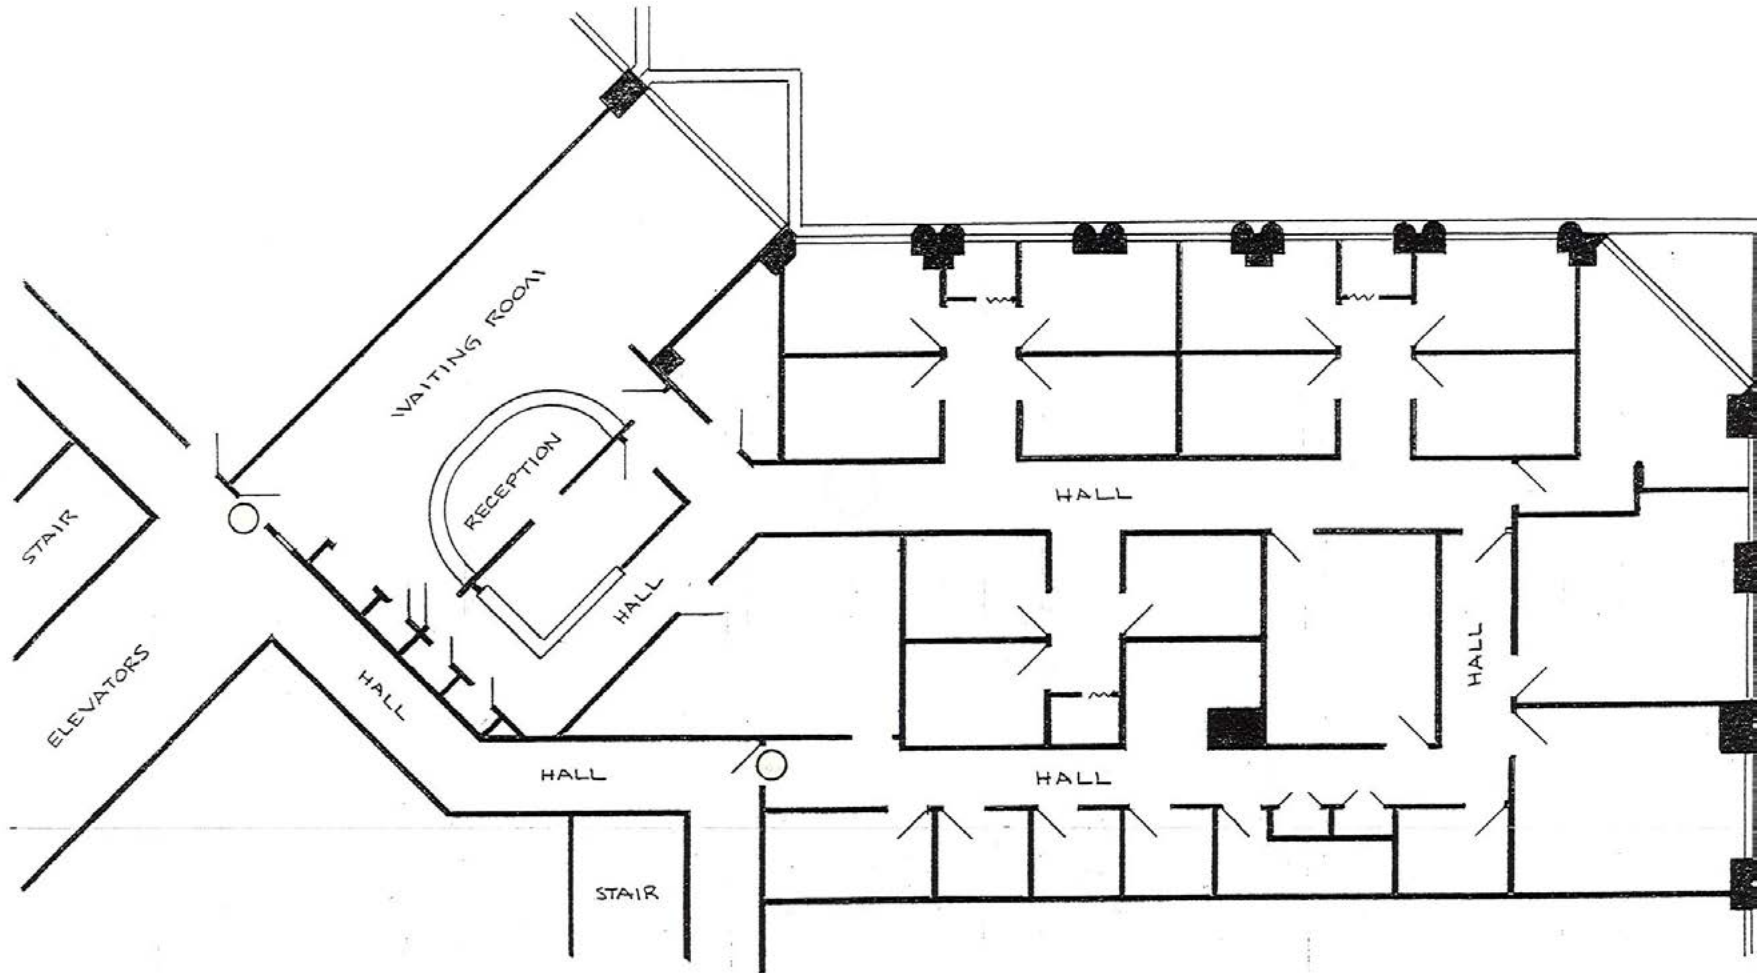 WAITING ROOM
RECEPTION
HALL
STAIR
HALL
ELEVATORS
HALL
HALL
HALL
HALL
STAIR